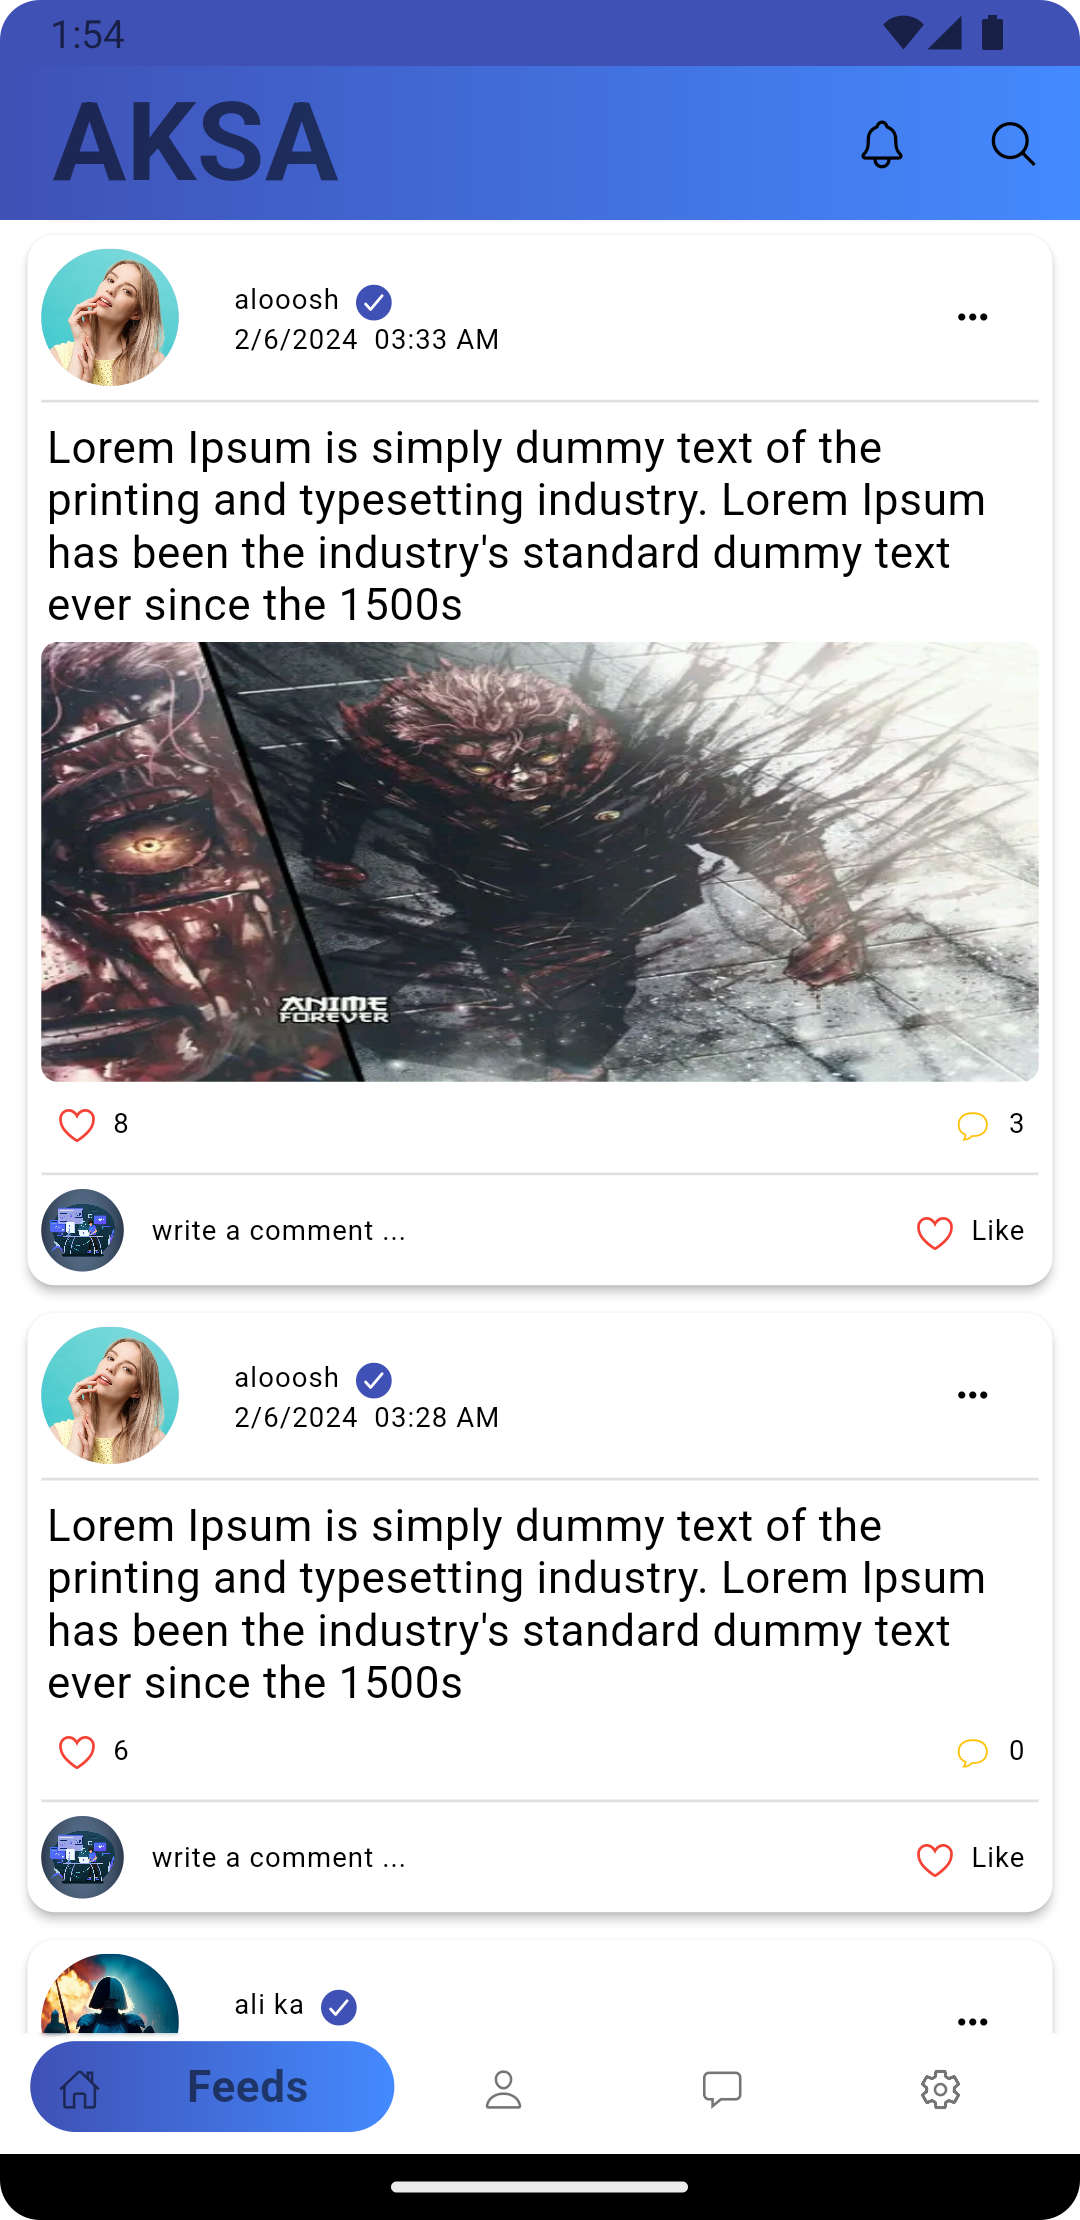 1:54
AKSA
alooosh
2/6/2024 03:33 AM
Lorem Ipsum is simply dummy text of the
printing and typesetting industry. Lorem Ipsum
has been the industry's standard dummy text
ever since the 1500s
ANIME
FOREVER
8
3
write a comment ...
Like
alooosh
2/6/2024 03:28 AM
Lorem Ipsum is simply dummy text of the
printing and typesetting industry. Lorem Ipsum
has been the industry's standard dummy text
ever since the 1500s
6
0
write a comment ...
Like
ali ka
Feeds